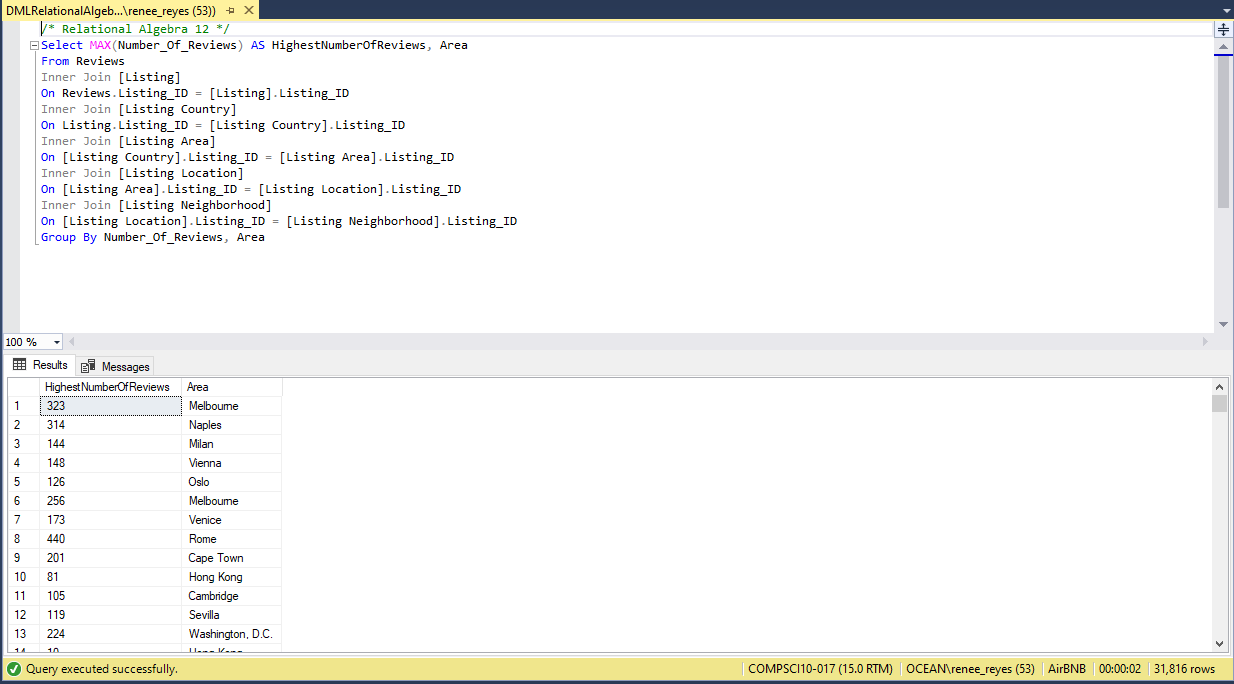 DMLRelationalAlgeb...\renee_reyes (53))
/* Relational Algebra 12 */
Select MAX(Number_Of_Reviews) AS HighestNumberOfReviews, Area
From Reviews
Inner Join [Listing]
On Reviews.Listing_ID = [Listing].Listing_ID
Inner Join [Listing Country]
On Listing.Listing_ID = [Listing Country].Listing_ID
Inner Join [Listing Area]
On [Listing Country].Listing_ID = [Listing Area].Listing_ID
Inner Join [Listing Location]
On [Listing Area].Listing_ID = [Listing Location].Listing_ID
Inner Join [Listing Neighborhood]
On [Listing Location].Listing_ID = [Listing Neighborhood].Listing_ID
Group By Number_Of_Reviews, Area
100 %
Results Messages
HighestNumberOfReviews Area
1 323 Melbourne
2 314 Naples
3 144 Milan
4 148 Vienna
5 126 Oslo
6 256 Melbourne
7 173 Venice
8 440 Rome
9 201 Cape Town
10 81 Hong Kong
11 105 Cambridge
12 119 Sevilla
13 224 Washington, D.C.
14 Hong Kong
Query executed successfully. COMPSCI10-017 (15.0 RTM) OCEAN\renee_reyes (53) AirBNB 00:00:02 31,816 rows